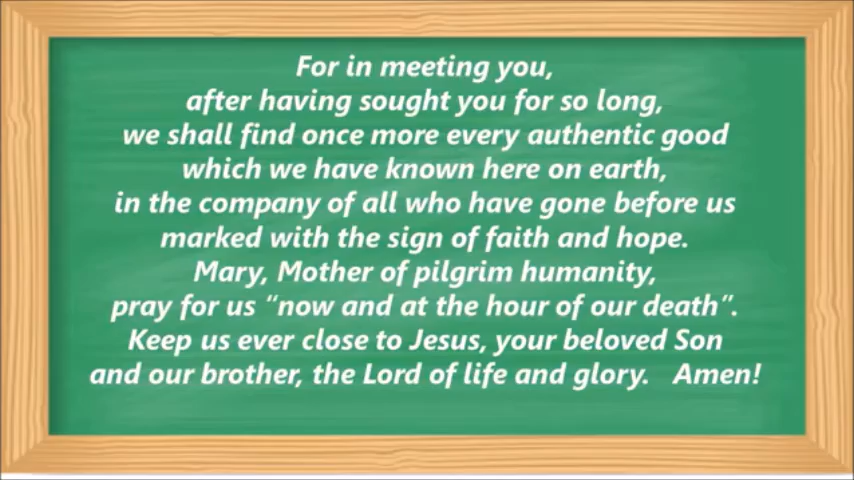 For in meeting you,
after having sought you for so long,
we shall find once more every authentic good
which we have known here on earth,
in the company of all who have gone before us
marked with the sign of faith and hope.
Mary, Mother of pilgrim humanity,
pray for us “now and at the hour of our death”.
Keep us ever close to Jesus, your beloved Son
and our brother, the Lord of life and glory.   Amen!